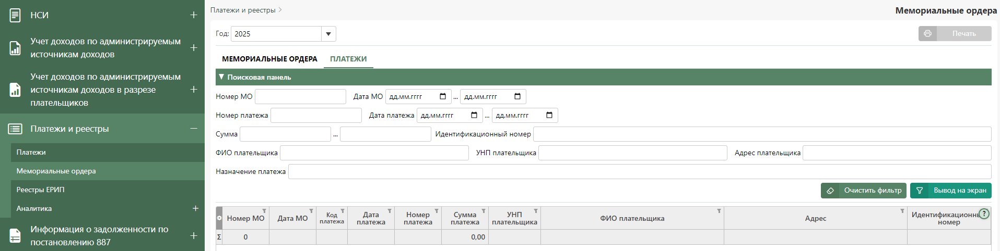 НСИ
Учет доходов по администрируемым
источникам доходов
Учет доходов по администрируемым
источникам доходов в разрезе
плательщиков
Платежи и реестры
Платежи
Мемориальные ордера
Реестры ЕРИП
Аналитика
Информация о задолженности по
постановлению 887
Платежи и реестры >
Мемориальные ордера
Год: 2025
Печать
МЕМОРИАЛЬНЫЕ ОРДЕРА ПЛАТЕЖИ
Поисковая панель
Номер МО Дата МО дд.мм.гггг ... дд.мм.гггг
Номер платежа Дата платежа дд.мм.гггг ... дд.мм.гггг
Сумма ... Идентификационный номер
ФИО плательщика УНП плательщика Адрес плательщика
Назначение платежа
Очистить фильтр Вывод на экран
Номер МО
Дата МО
Код
платежа
Дата
платежа
Номер
платежа
Сумма
платежа
УНП
плательщика
ФИО плательщика
Адрес
номер
?
Σ 0 0,00